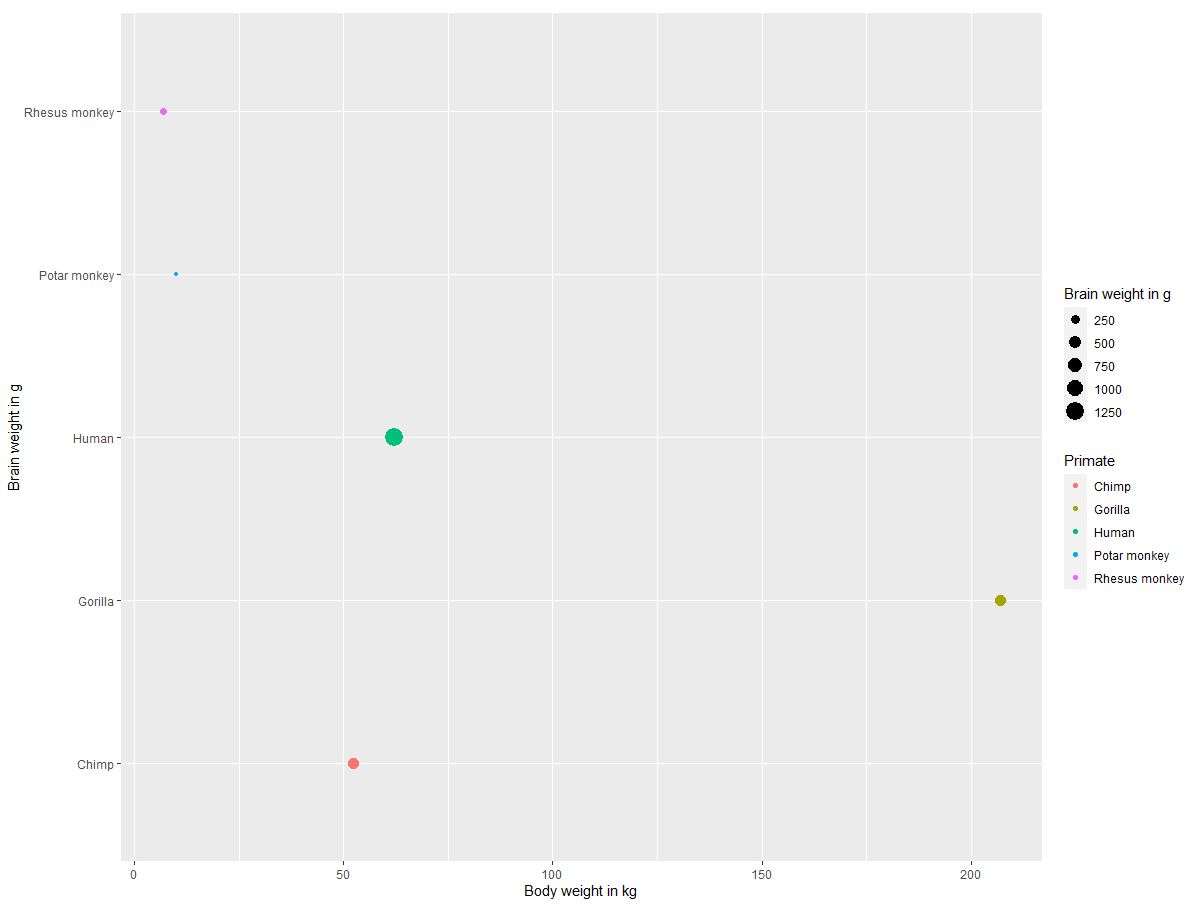 Rhesus monkey
Potar monkey
Human
Gorilla
Chimp
Brain weight in g
0 50 100 150 200
Body weight in kg
Brain weight in g
250
500
750
1000
1250
Primate
Chimp
Gorilla
Human
Potar monkey
Rhesus monkey